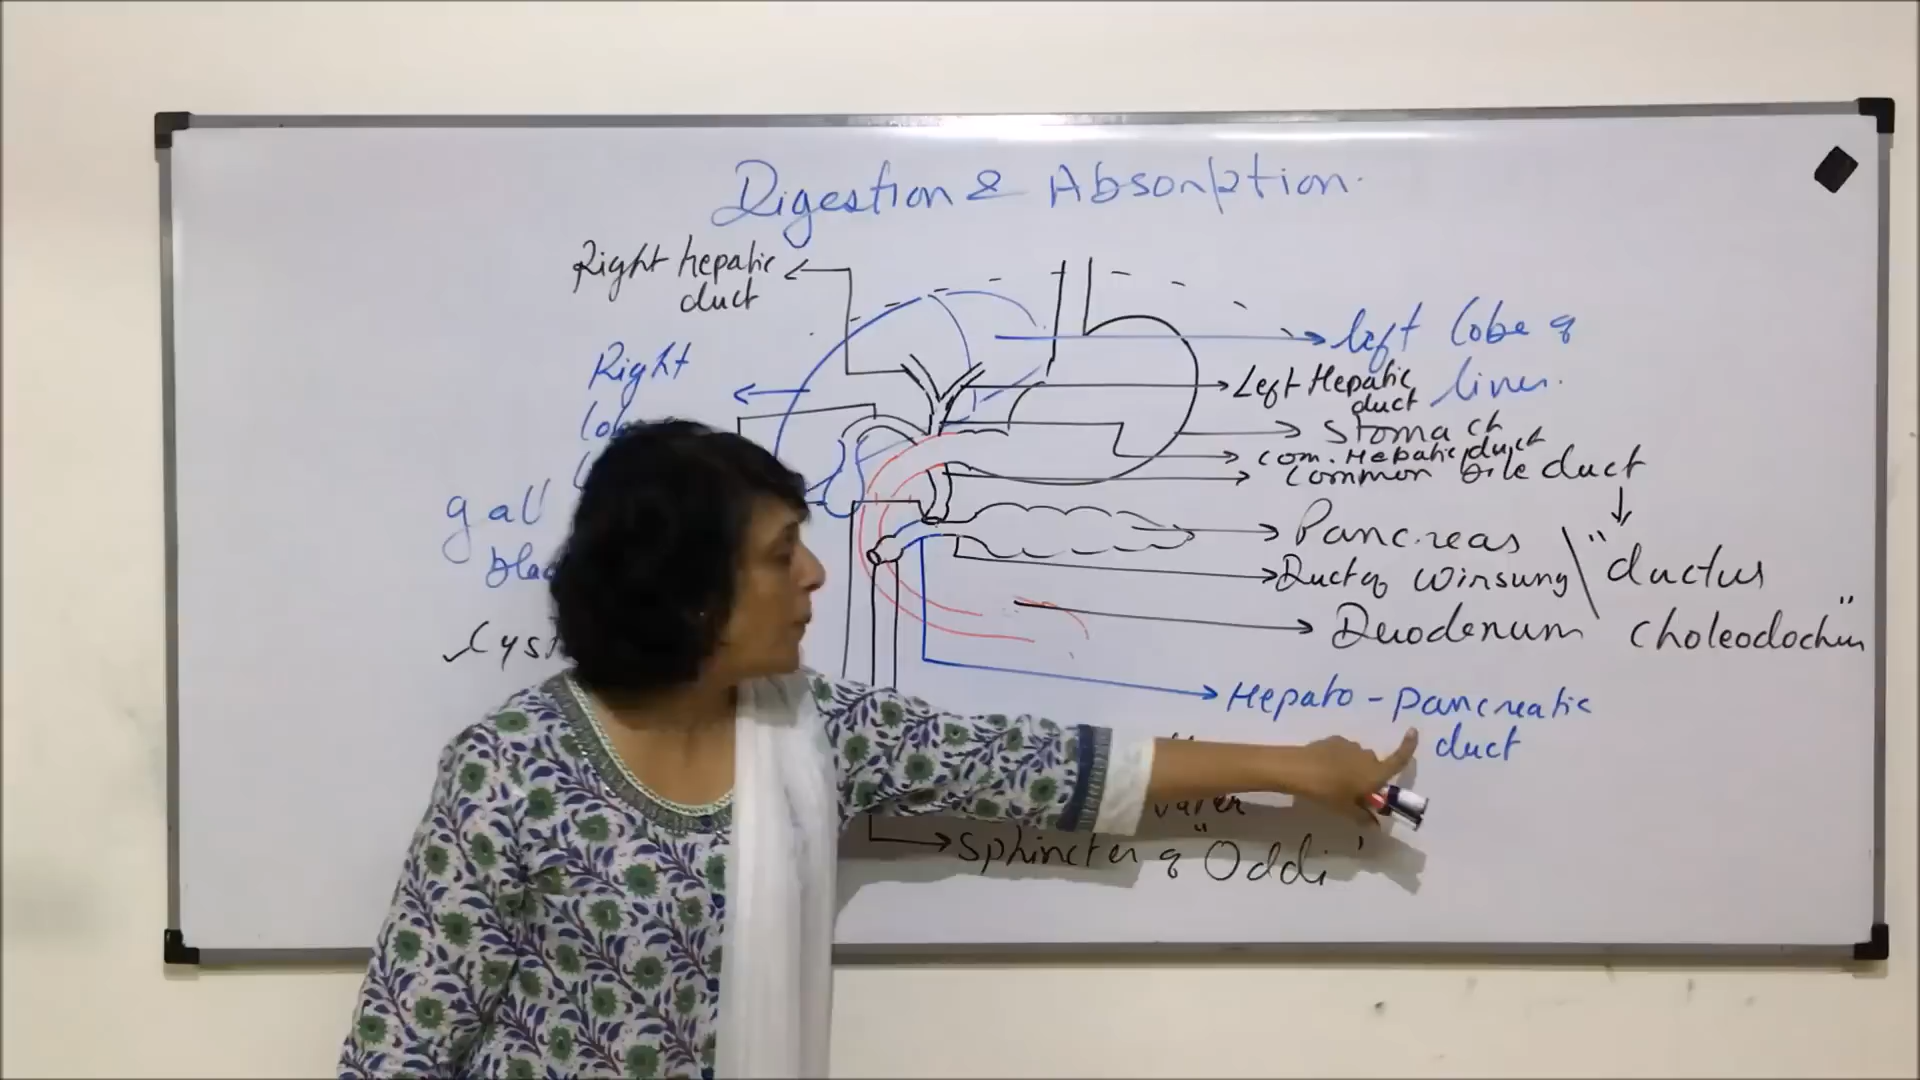 Digestion & Absorption.
Right hepatic
duct
left lobe of
liver.
Right
Left Hepatic
duct
Stomach
com. Hepatic duct
common bile duct
gall
Pancreas
Duct of Wirsung
"ductus
choleodochus"
Duodenum
Hepato-pancreatic
duct
Sphincter of "Oddi'